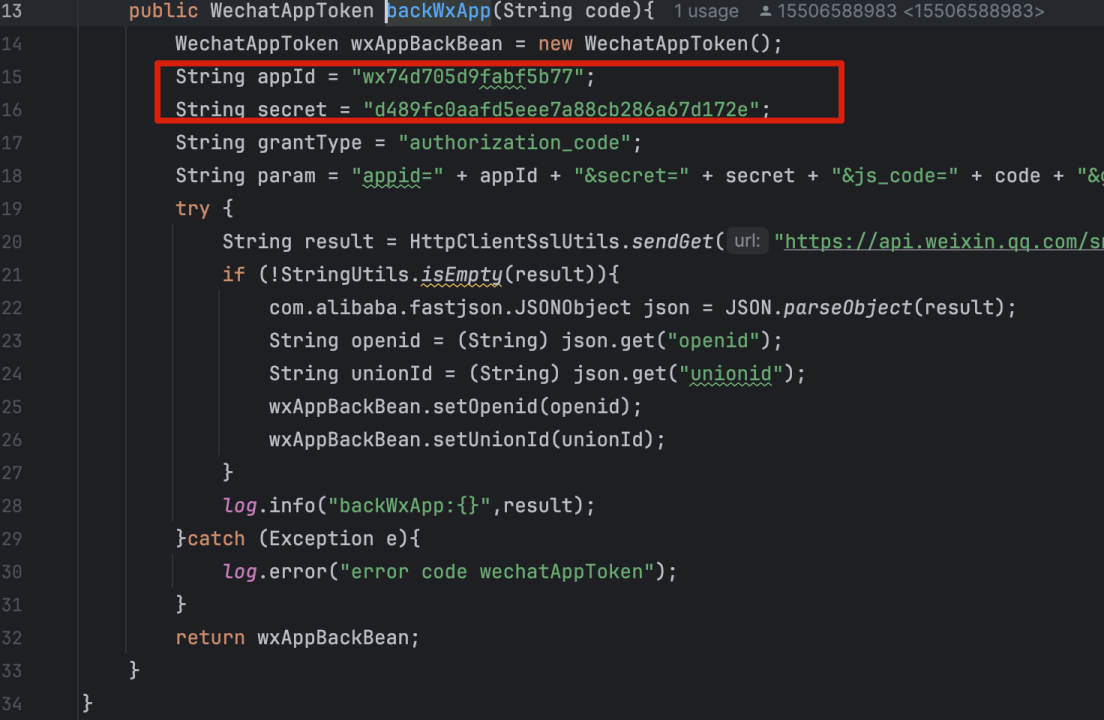 13 public WechatAppToken backWxApp(String code){ 1 usage 15506588983 <15506588983>
14 WechatAppToken wxAppBackBean = new WechatAppToken();
15 String appId = "wx74d705d9fabf5b77";
16 String secret = "d489fc0aafd5eee7a88cb286a67d172e";
17 String grantType = "authorization_code";
18 String param = "appid=" + appId + "&secret=" + secret + "&js_code=" + code + "&g
19 try {
20 String result = HttpClientSslUtils.sendGet( url: "https://api.weixin.qq.com/sn
21 if (!StringUtils.isEmpty(result)){
22 com.alibaba.fastjson.JSONObject json = JSON.parseObject(result);
23 String openid = (String) json.get("openid");
24 String unionId = (String) json.get("unionid");
25 wxAppBackBean.setOpenid(openid);
26 wxAppBackBean.setUnionId(unionId);
27 }
28 log.info("backWxApp:{}",result);
29 }catch (Exception e){
30 log.error("error code wechatAppToken");
31 }
32 return wxAppBackBean;
33 }
34 }